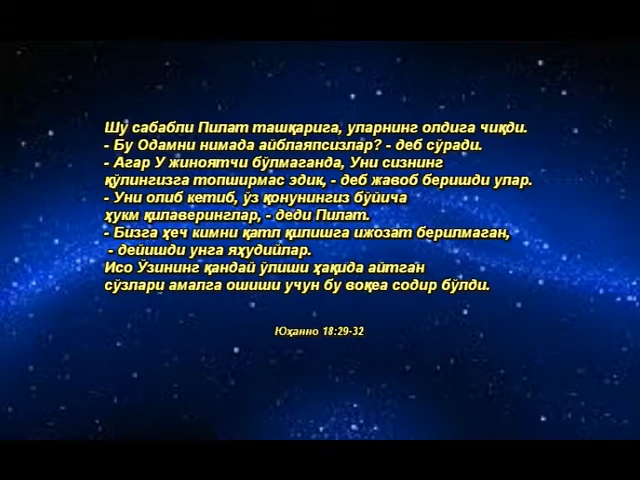 Шу сабабли Пилат ташқарига, уларнинг олдига чиқди.
- Бу Одамни нимада айблаяпсизлар? - деб сўради.
- Агар У жиноятчи бўлмаганда, Уни сизнинг
қўлингизга топширмас эдик, - деб жавоб беришди улар.
- Уни олиб кетиб, ўз қонунингиз бўйича
ҳукм қилаверинглар, - деди Пилат.
- Бизга ҳеч кимни қатл қилишга ижозат берилмаган,
- дейишди унга яҳудийлар.
Исо Ўзининг қандай ўлиши ҳақида айтган
сўзлари амалга ошиши учун бу воқеа содир бўлди.
Юҳанно 18:29-32